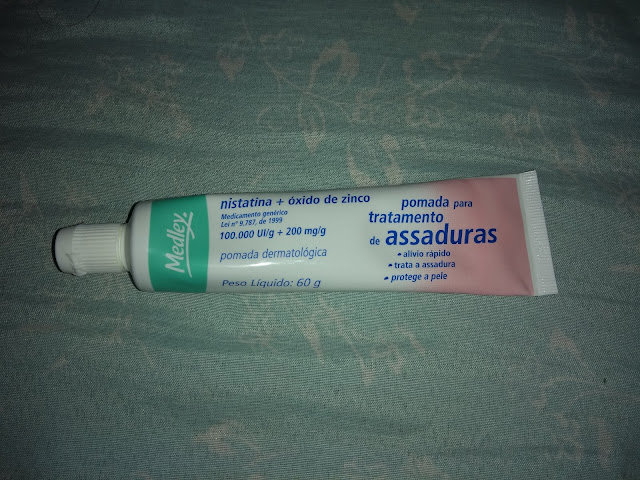 Medley.
nistatina + óxido de zinco
Medicamento genérico
Lei nº 9.787, de 1999
100.000 UI/g + 200 mg/g
pomada dermatológica
Peso Líquido: 60 g
pomada para
tratamento
de assaduras
• alívio rápido
• trata a assadura
• protege a pele